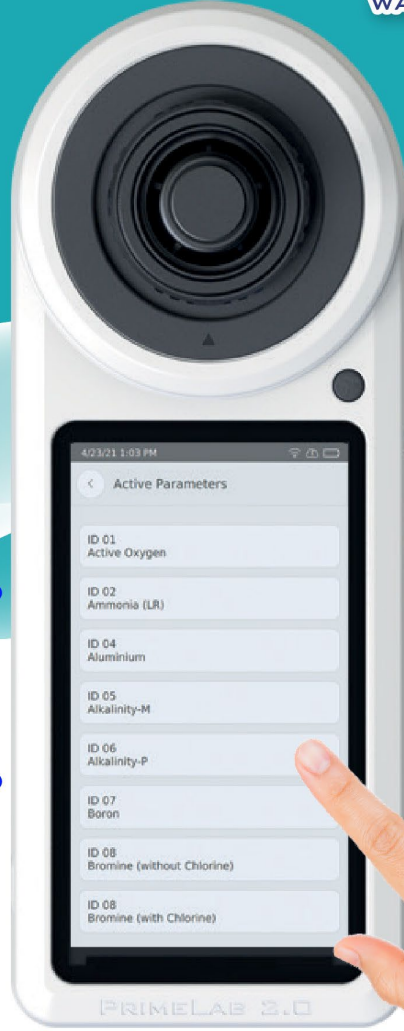 WA
4/23/21 1:03 PM
Active Parameters
ID 01
Active Oxygen
ID 02
Ammonia (LR)
ID 04
Aluminium
ID 05
Alkalinity-M
ID 06
Alkalinity-P
ID 07
Boron
ID 08
Bromine (without Chlorine)
ID 08
Bromine (with Chlorine)
PRIMELAB 2.0